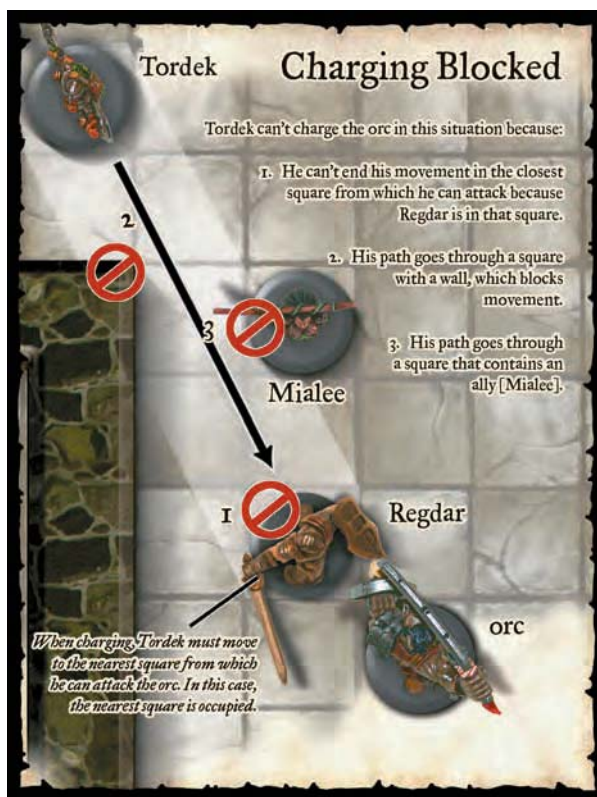 Tordek
Charging Blocked
Tordek can't charge the orc in this situation because:
1. He can't end his movement in the closest
square from which he can attack because
Regdar is in that square.
2
2. His path goes through a square
with a wall, which blocks
movement.
3
3. His path goes through
a square that contains an
ally [Mialee].
Mialee
1
Regdar
orc
When charging, Tordek must move
to the nearest square from which
he can attack the orc. In this case,
the nearest square is occupied.